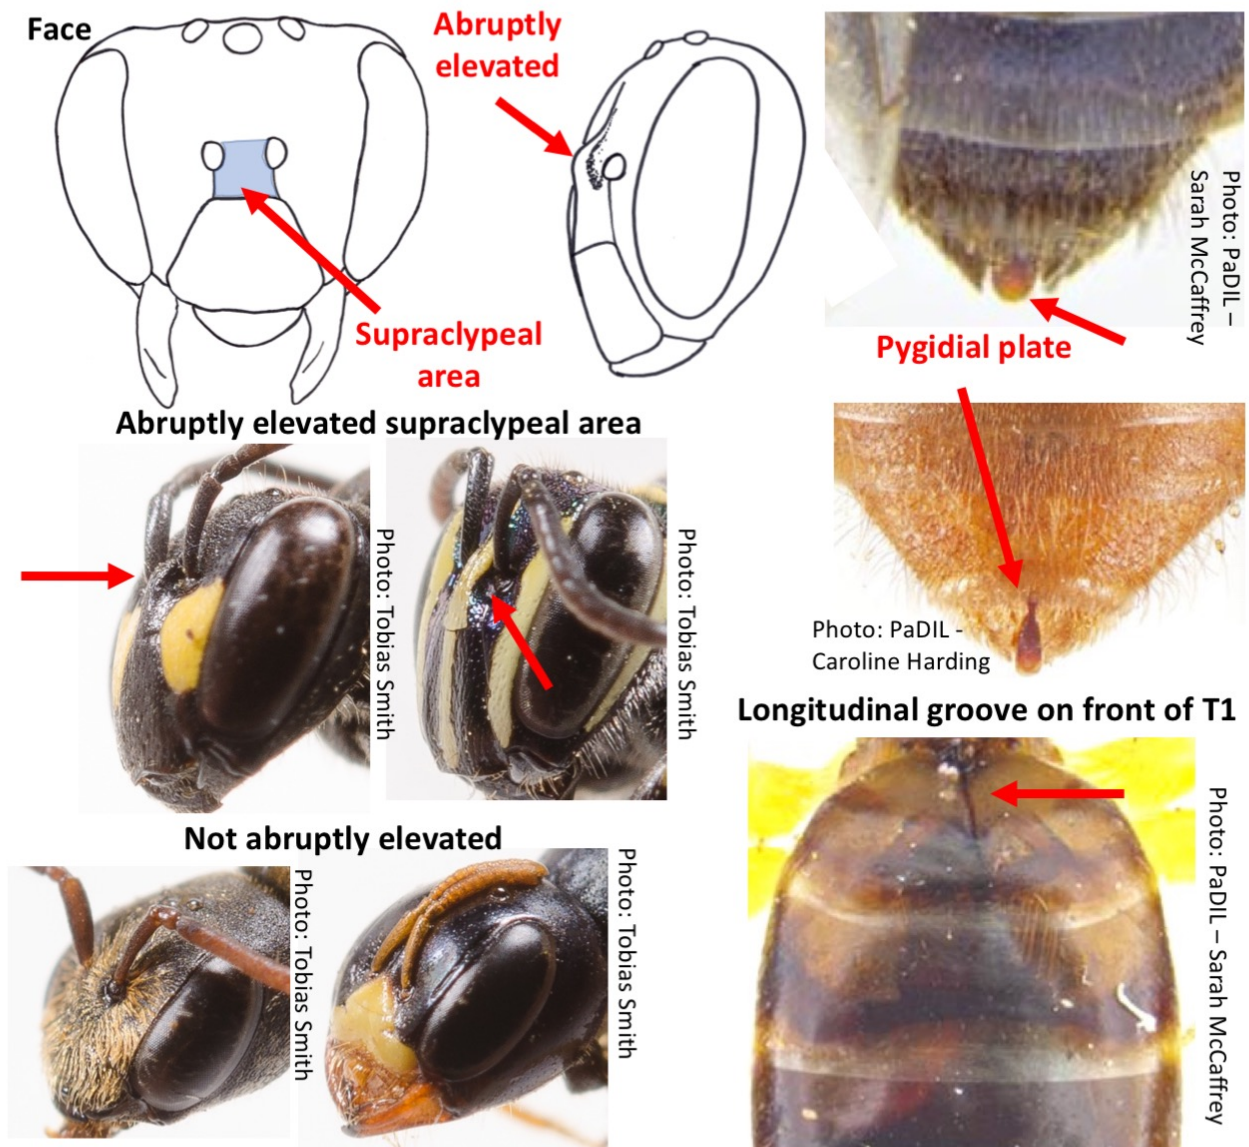 Face
Abruptly
elevated
Supraclypeal
area
Photo: PaDIL –
Sarah McCaffrey
Pygidial plate
Abruptly elevated supraclypeal area
Photo: Tobias Smith
Photo: Tobias Smith
Photo: PaDIL -
Caroline Harding
Not abruptly elevated
Photo: Tobias Smith
Photo: Tobias Smith
Longitudinal groove on front of T1
Photo: PaDIL – Sarah McCaffrey